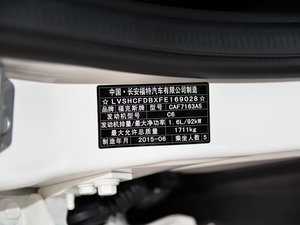 中国·长安福特汽车有限公司制造
☆LVSHCFDBXFE169028☆
品牌 福克斯牌 型号 CAF7163A5
发动机型号 C6
发动机排量/最大净功率 1.6L/92kW
最大允许总质量 1711kg
制造年月 2015-06 乘坐人数 5